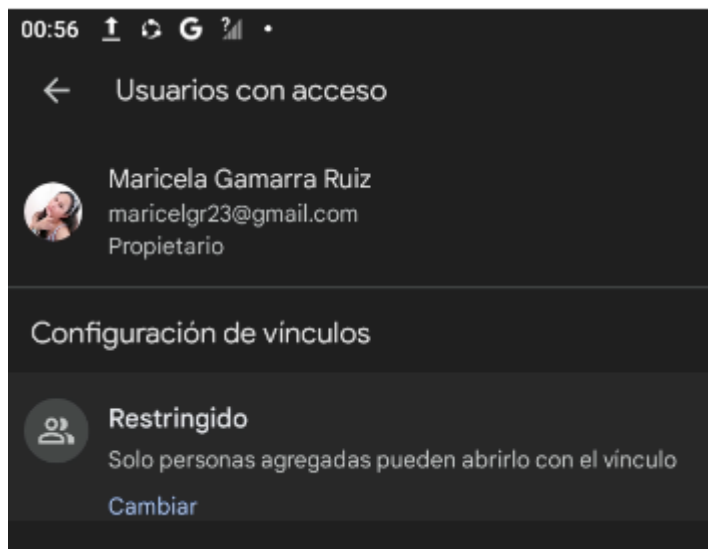 00:56
Usuarios con acceso
Maricela Gamarra Ruiz
maricelgr23@gmail.com
Propietario
Configuración de vínculos
Restringido
Solo personas agregadas pueden abrirlo con el vínculo
Cambiar